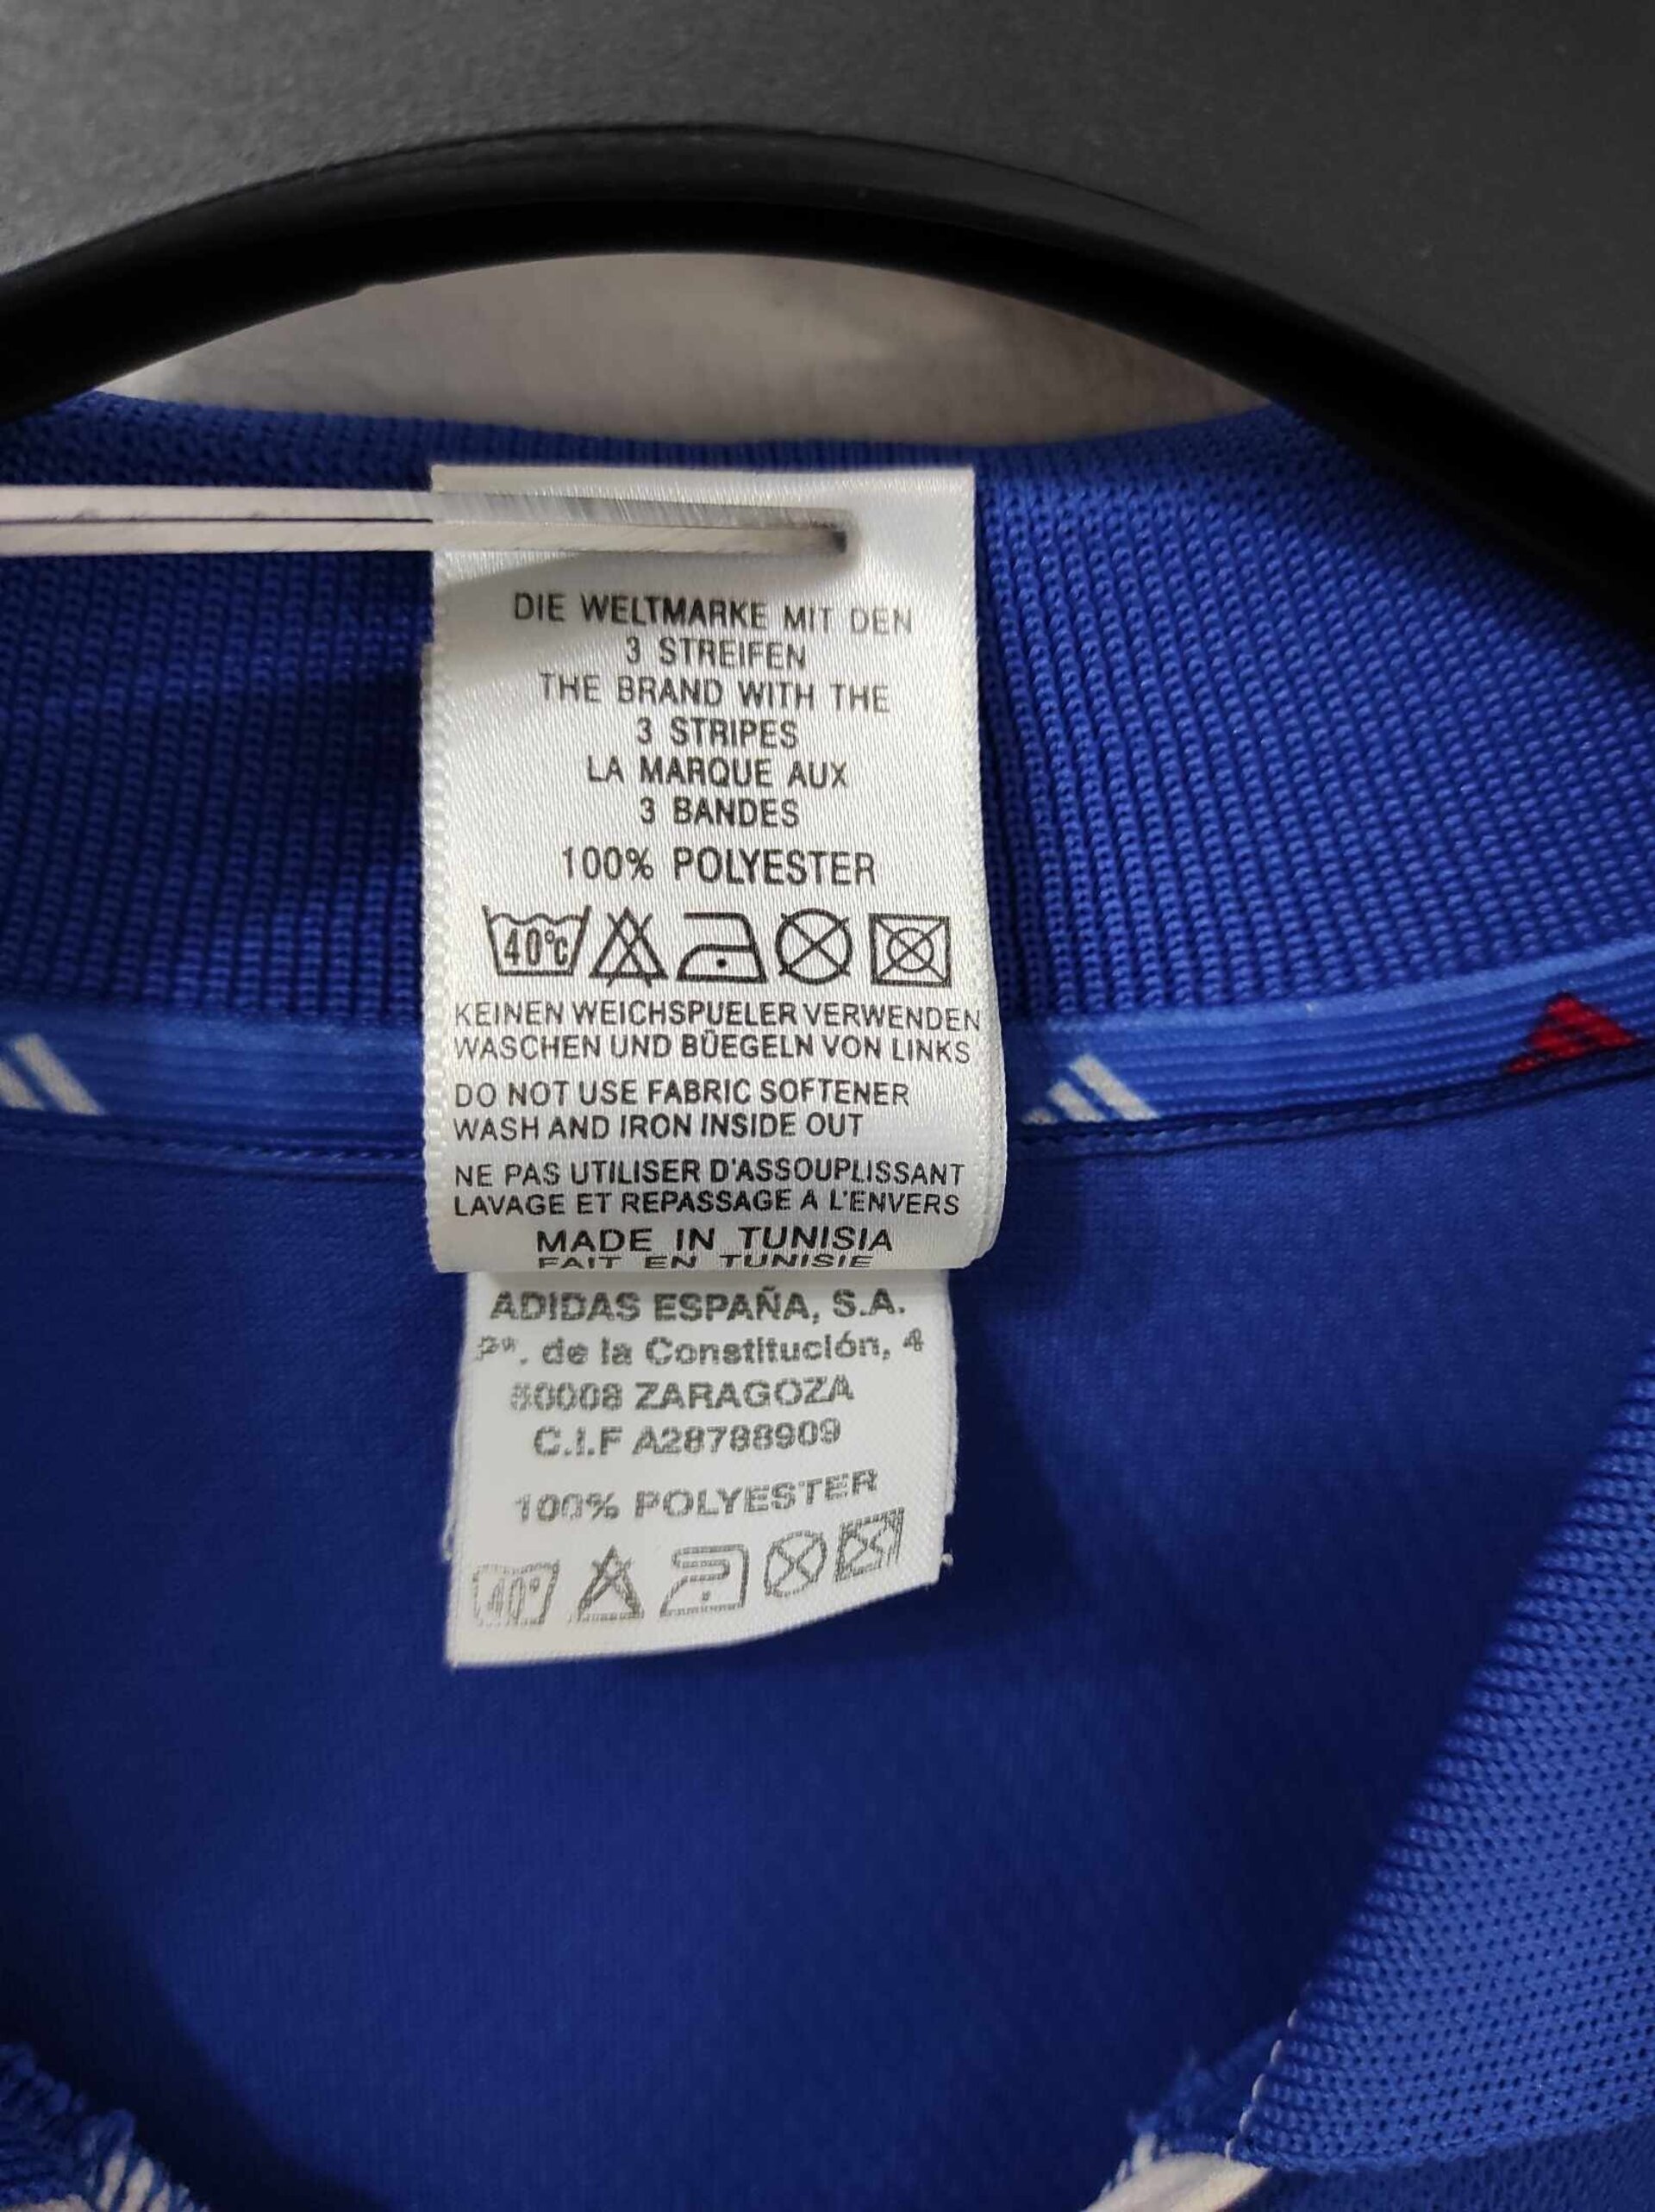 DIE WELTMARKE MIT DEN
3 STREIFEN
THE BRAND WITH THE
3 STRIPES
LA MARQUE AUX
3 BANDES
100% POLYESTER
40°C
KEINEN WEICHSPUELER VERWENDEN
WASCHEN UND BÜEGELN VON LINKS
DO NOT USE FABRIC SOFTENER
WASH AND IRON INSIDE OUT
NE PAS UTILISER D'ASSOUPLISSANT
LAVAGE ET REPASSAGE A L'ENVERS
MADE IN TUNISIA
FAIT EN TUNISIE
ADIDAS ESPAÑA, S.A.
Pº. de la Constitución, 4
50008 ZARAGOZA
C.I.F A28788909
100% POLYESTER
40°